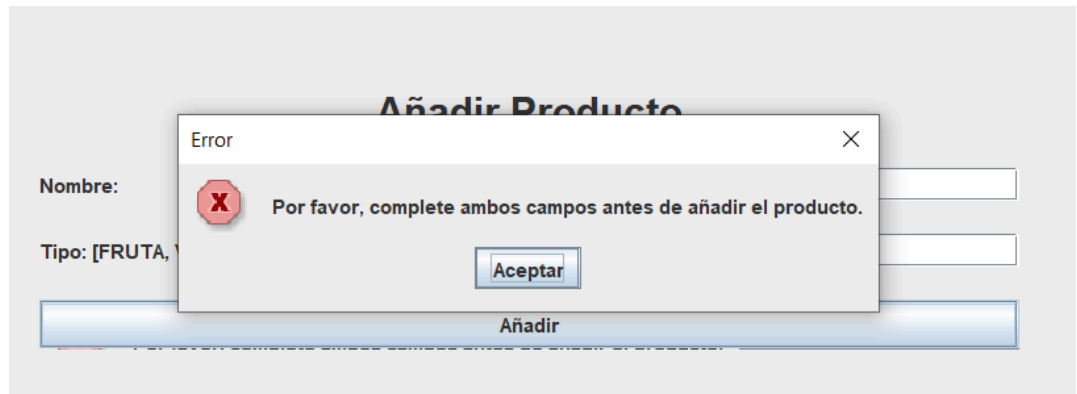 Añadir Producto
Error
Nombre:
Por favor, complete ambos campos antes de añadir el producto.
Tipo: [FRUTA,
Aceptar
Añadir